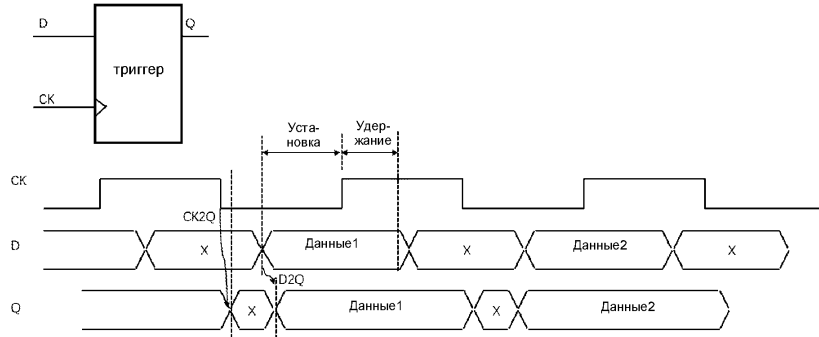 D
Q
триггер
CK
Уста-
новка
Удер-
жание
CK
CK2Q
D
X
Данные1
X
Данные2
X
D2Q
Q
X
Данные1
X
Данные2